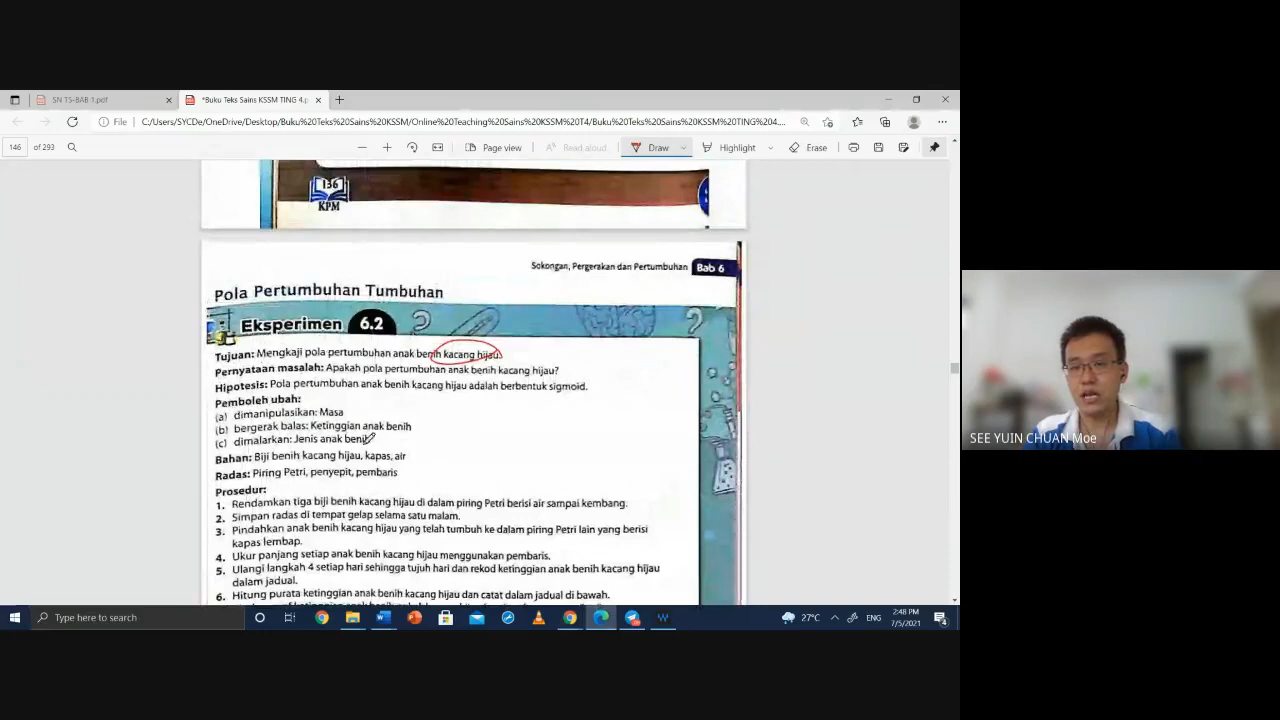 SN T5-BAB 1.pdf
*Buku Teks Sains KSSM TING 4.p
File
C:/Users/SYCDe/OneDrive/Desktop/Buku%20Teks%20Sains%20KSSM/Online%20Teaching%20Sains%20KSSM%20T4/Buku%20Teks%20Sains%20KSSM%20TING%204....
146 of 293
Page view
Read aloud
Draw
Highlight
Erase
136
KPM
Sokongan, Pergerakan dan Pertumbuhan Bab 6
Pola Pertumbuhan Tumbuhan
Eksperimen 6.2
Tujuan: Mengkaji pola pertumbuhan anak benih kacang hijau.
Pernyataan masalah: Apakah pola pertumbuhan anak benih kacang hijau?
Hipotesis: Pola pertumbuhan anak benih kacang hijau adalah berbentuk sigmoid.
Pemboleh ubah:
(a) dimanipulasikan: Masa
(b) bergerak balas: Ketinggian anak benih
(c) dimalarkan: Jenis anak benih
Bahan: Biji benih kacang hijau, kapas, air
Radas: Piring Petri, penyepit, pembaris
Prosedur:
1. Rendamkan tiga biji benih kacang hijau di dalam piring Petri berisi air sampai kembang.
2. Simpan radas di tempat gelap selama satu malam.
3. Pindahkan anak benih kacang hijau yang telah tumbuh ke dalam piring Petri lain yang berisi
kapas lembap.
4. Ukur panjang setiap anak benih kacang hijau menggunakan pembaris.
5. Ulangi langkah 4 setiap hari sehingga tujuh hari dan rekod ketinggian anak benih kacang hijau
dalam jadual.
6. Hitung purata ketinggian anak benih kacang hijau dan catat dalam jadual di bawah.
SEE YUIN CHUAN Moe
Type here to search
27°C
ENG
2:48 PM
7/5/2021